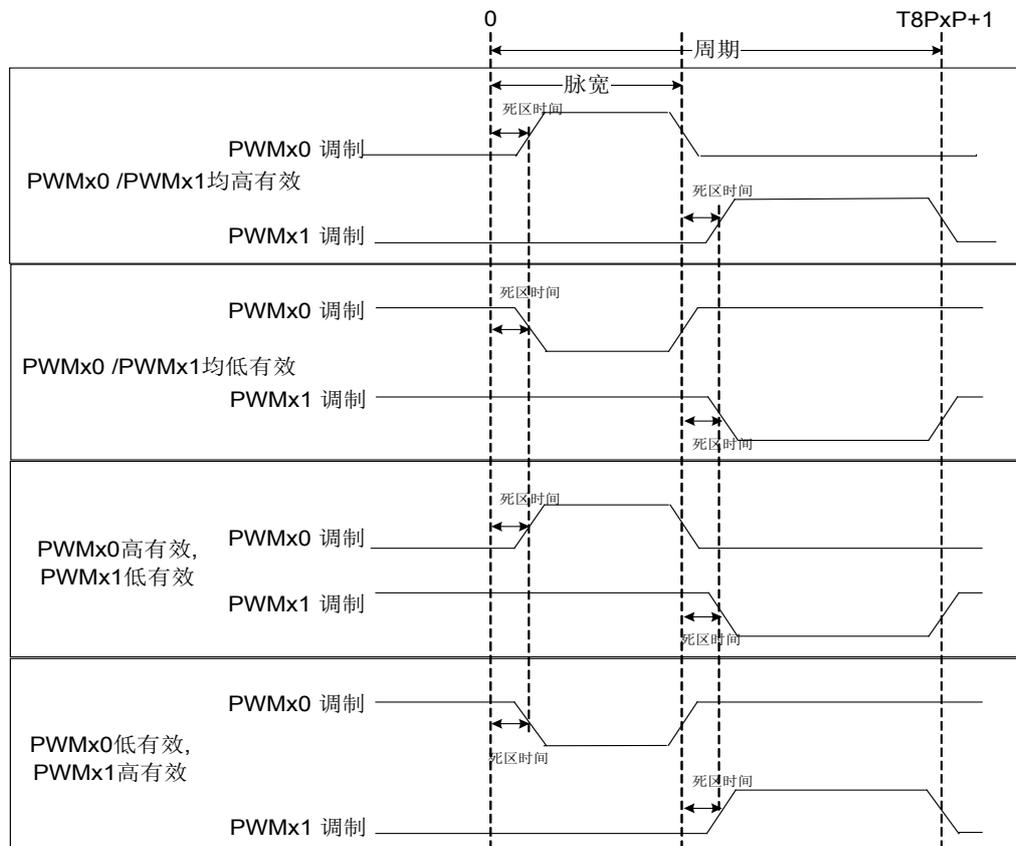 0 T8PxP+1
周期
脉宽
死区时间
PWMx0 调制
PWMx0 /PWMx1均高有效
死区时间
PWMx1 调制
死区时间
PWMx0 调制
PWMx0 /PWMx1均低有效
PWMx1 调制
死区时间
死区时间
PWMx0 调制
PWMx0高有效,
PWMx1低有效
PWMx1 调制
死区时间
PWMx0 调制
PWMx0低有效,
PWMx1高有效
死区时间
死区时间
PWMx1 调制